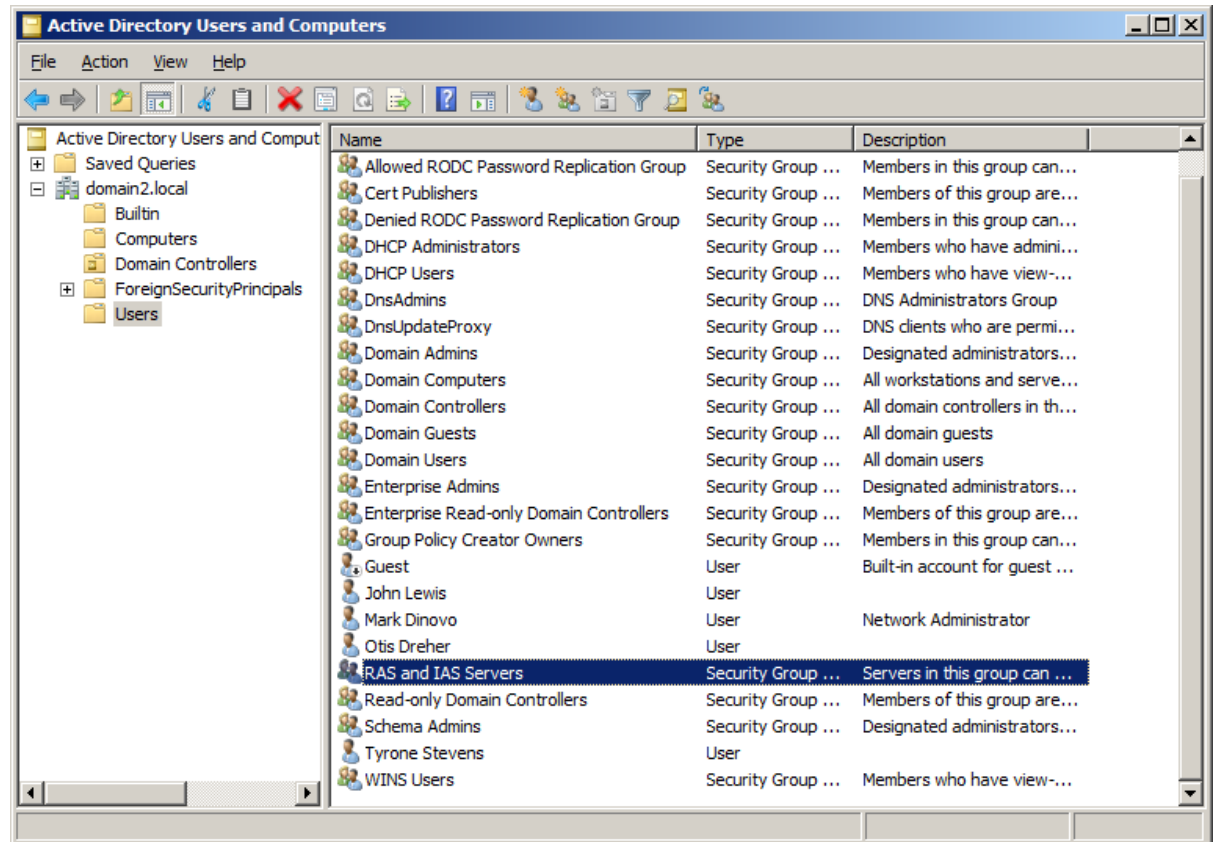 Active Directory Users and Computers
File Action View Help
Active Directory Users and Comput
Saved Queries
domain2.local
Builtin
Computers
Domain Controllers
ForeignSecurityPrincipals
Users
Name Type Description
Allowed RODC Password Replication Group Security Group ... Members in this group can...
Cert Publishers Security Group ... Members of this group are...
Denied RODC Password Replication Group Security Group ... Members in this group can...
DHCP Administrators Security Group ... Members who have admini...
DHCP Users Security Group ... Members who have view-...
DnsAdmins Security Group ... DNS Administrators Group
DnsUpdateProxy Security Group ... DNS clients who are permi...
Domain Admins Security Group ... Designated administrators...
Domain Computers Security Group ... All workstations and serve...
Domain Controllers Security Group ... All domain controllers in th...
Domain Guests Security Group ... All domain guests
Domain Users Security Group ... All domain users
Enterprise Admins Security Group ... Designated administrators...
Enterprise Read-only Domain Controllers Security Group ... Members of this group are...
Group Policy Creator Owners Security Group ... Members in this group can...
Guest User Built-in account for guest ...
John Lewis User
Mark Dinovo User Network Administrator
Otis Dreher User
RAS and IAS Servers Security Group ... Servers in this group can ...
Read-only Domain Controllers Security Group ... Members of this group are...
Schema Admins Security Group ... Designated administrators...
Tyrone Stevens User
WINS Users Security Group ... Members who have view-...